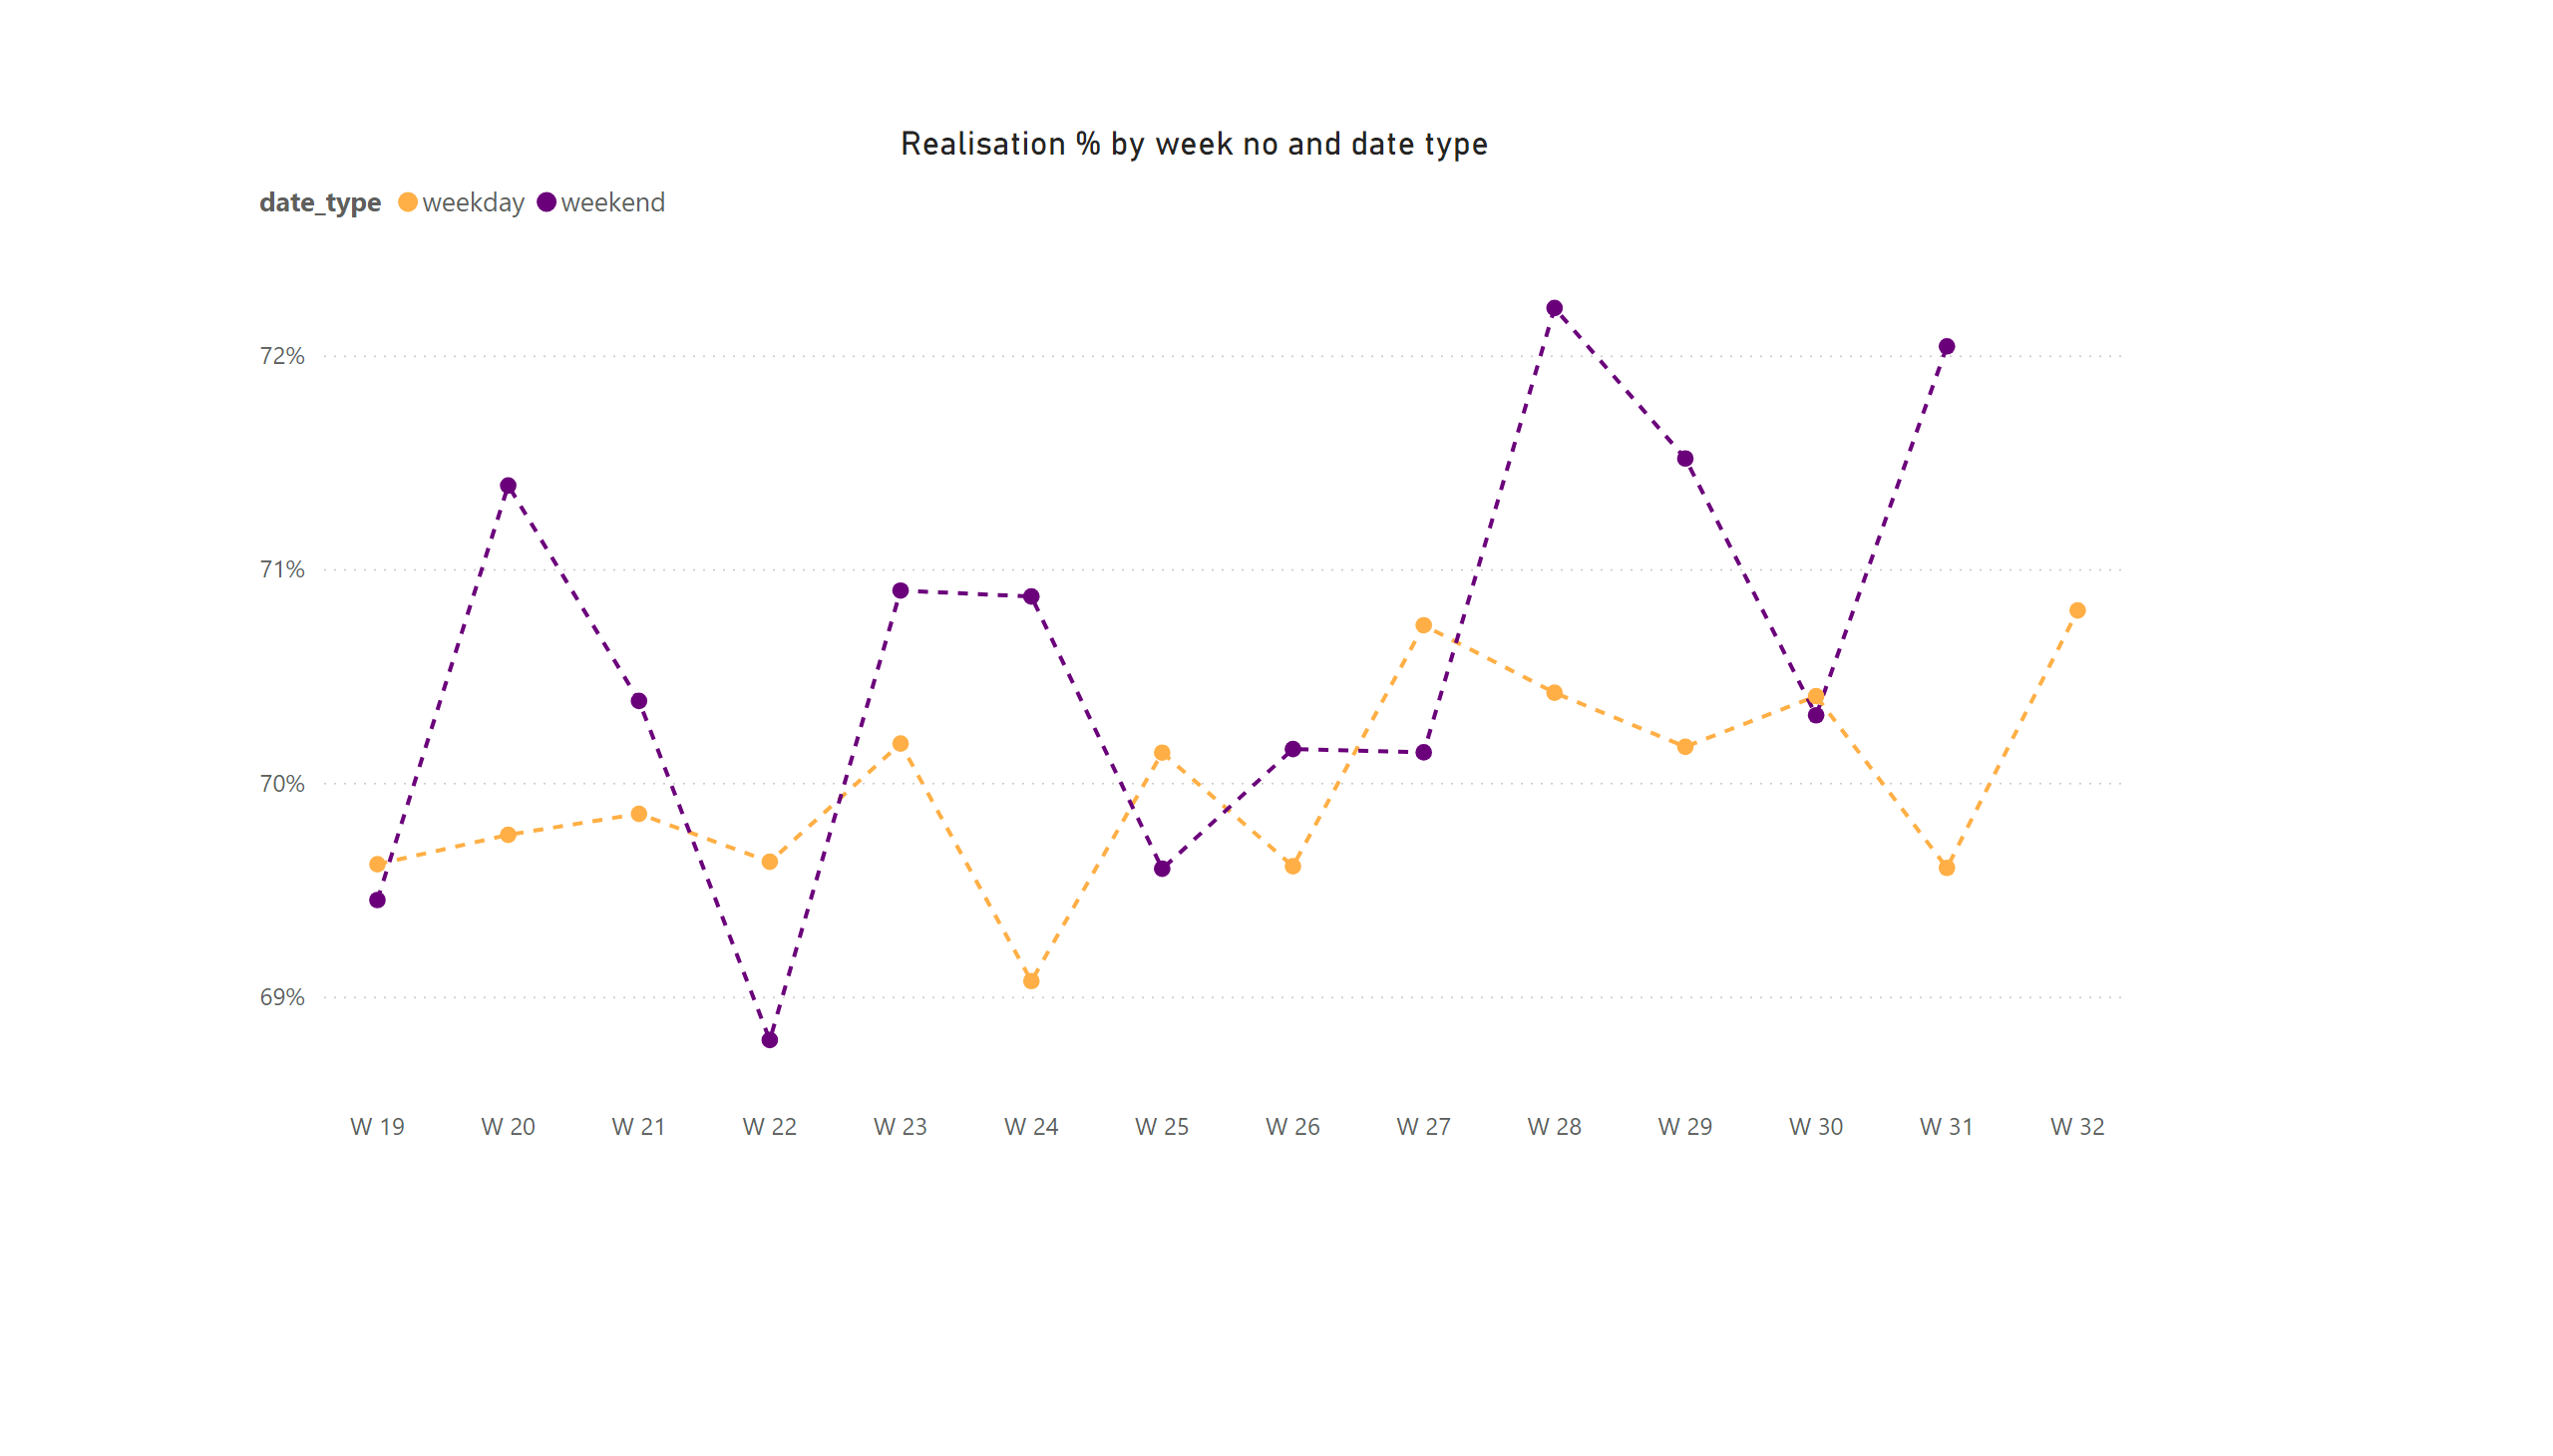 Realisation % by week no and date type
date_type weekday weekend
72%
71%
70%
69%
W 19 W 20 W 21 W 22 W 23 W 24 W 25 W 26 W 27 W 28 W 29 W 30 W 31 W 32